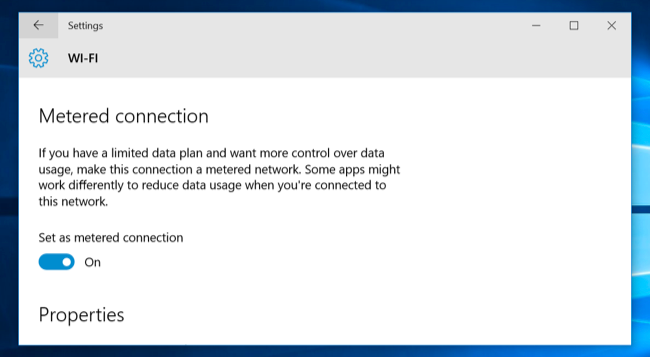 Settings
WI-FI
Metered connection
If you have a limited data plan and want more control over data
usage, make this connection a metered network. Some apps might
work differently to reduce data usage when you're connected to
this network.
Set as metered connection
On
Properties